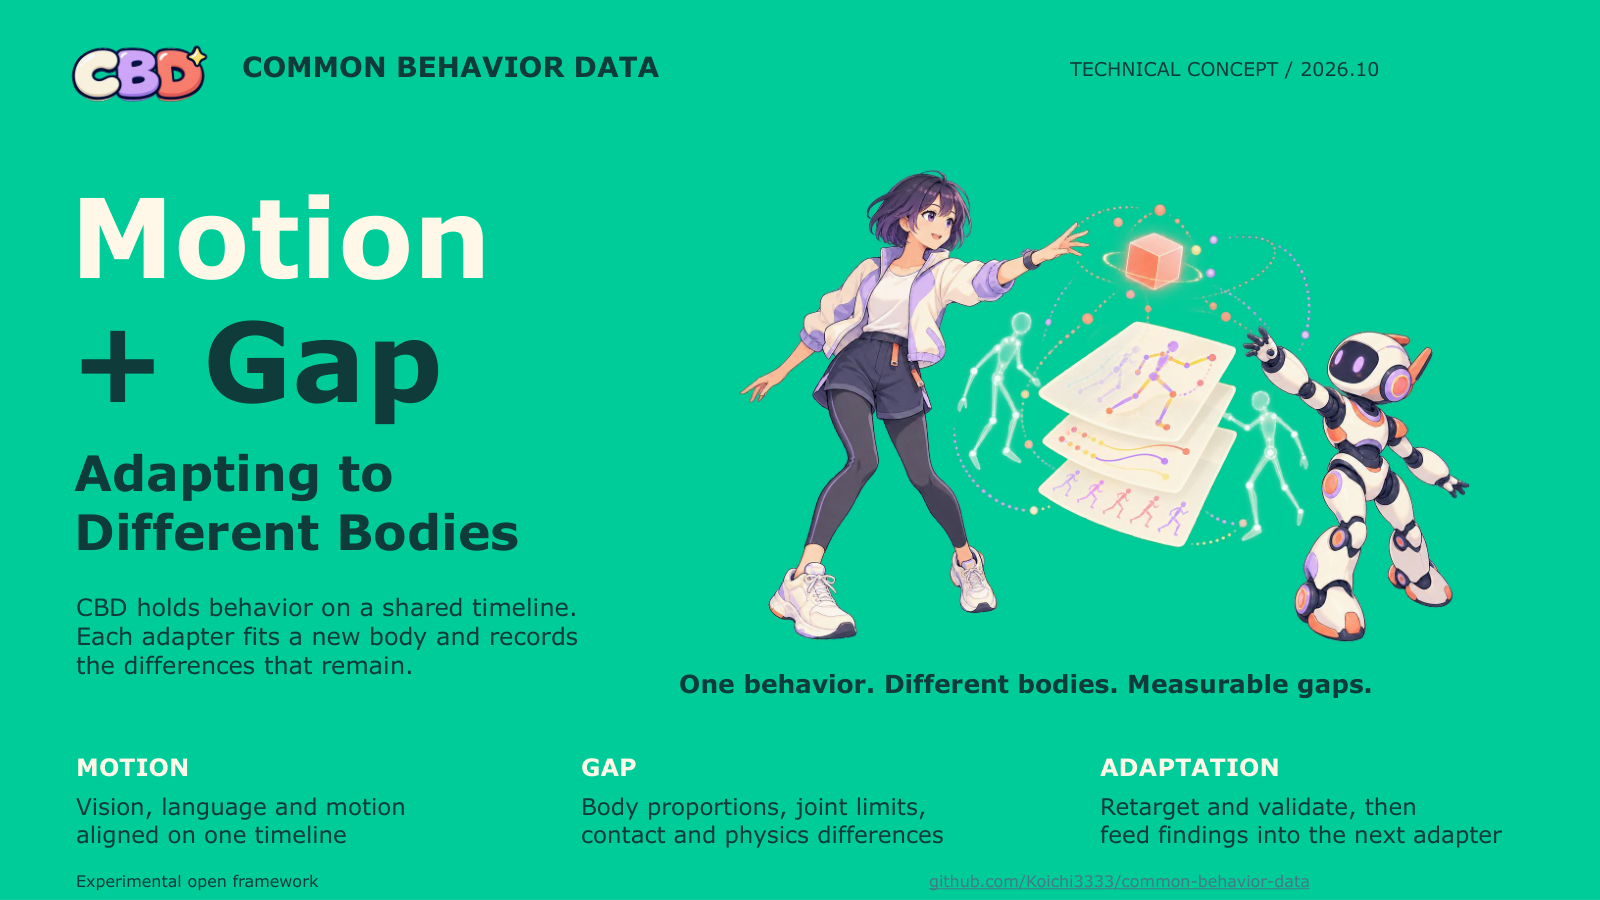 CBD
COMMON BEHAVIOR DATA
TECHNICAL CONCEPT / 2026.10
Motion
+ Gap
Adapting to
Different Bodies
CBD holds behavior on a shared timeline.
Each adapter fits a new body and records
the differences that remain.
One behavior. Different bodies. Measurable gaps.
MOTION
Vision, language and motion
aligned on one timeline
GAP
Body proportions, joint limits,
contact and physics differences
ADAPTATION
Retarget and validate, then
feed findings into the next adapter
Experimental open framework
github.com/Koichi3333/common-behavior-data